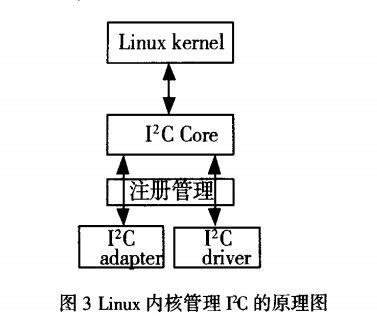 Linux kernel
I²C Core
注册管理
I²C adapter
I²C driver
图 3 Linux 内核管理 I²C 的原理图